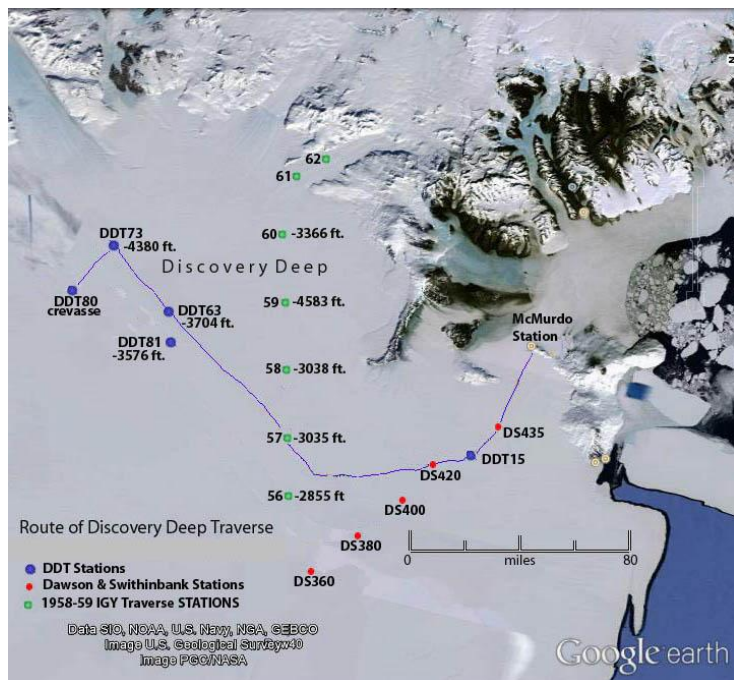 62
61
60 -3366 ft.
DDT73
-4380 ft.
Discovery Deep
DDT80
crevasse
59 -4583 ft.
DDT63
-3704 ft.
McMurdo
Station
DDT81
-3576 ft.
58 -3038 ft.
57 -3035 ft.
DS435
DDT15
DS420
56 -2855 ft
DS400
Route of Discovery Deep Traverse
DS380
0 miles 80
DS360
DDT Stations
Dawson & Swithinbank Stations
1958-59 IGY Traverse STATIONS
Data SIO, NOAA, U.S. Navy, NGA, GEBCO
Image U.S. Geological Survey
Image PGC/NASA
Google earth